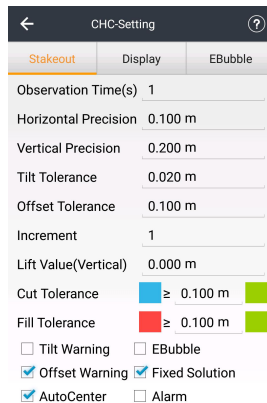 CHC-Setting ?
Stakeout Display EBubble
Observation Time(s) 1
Horizontal Precision 0.100 m
Vertical Precision 0.200 m
Tilt Tolerance 0.020 m
Offset Tolerance 0.100 m
Increment 1
Lift Value(Vertical) 0.000 m
Cut Tolerance ≥ 0.100 m
Fill Tolerance ≥ 0.100 m
Tilt Warning EBubble
Offset Warning Fixed Solution
AutoCenter Alarm